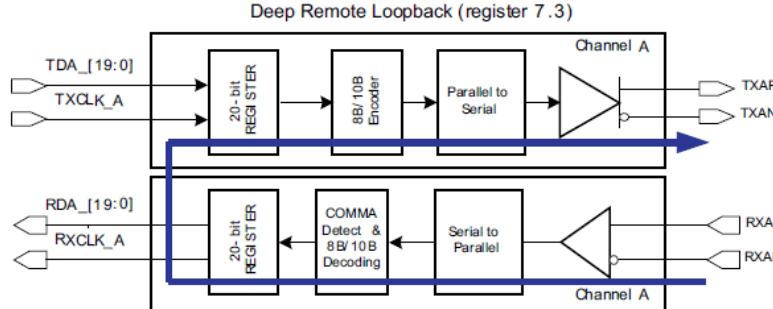 Deep Remote Loopback (register 7.3)
Channel A
TDA_[19:0]
TXCLK_A
20-bit
REGISTER
8B/10B
Encoder
Parallel to
Serial
TXAP
TXAN
RDA_[19:0]
RXCLK_A
20-bit
REGISTER
COMMA
Detect &
8B/10B
Decoding
Serial to
Parallel
Channel A